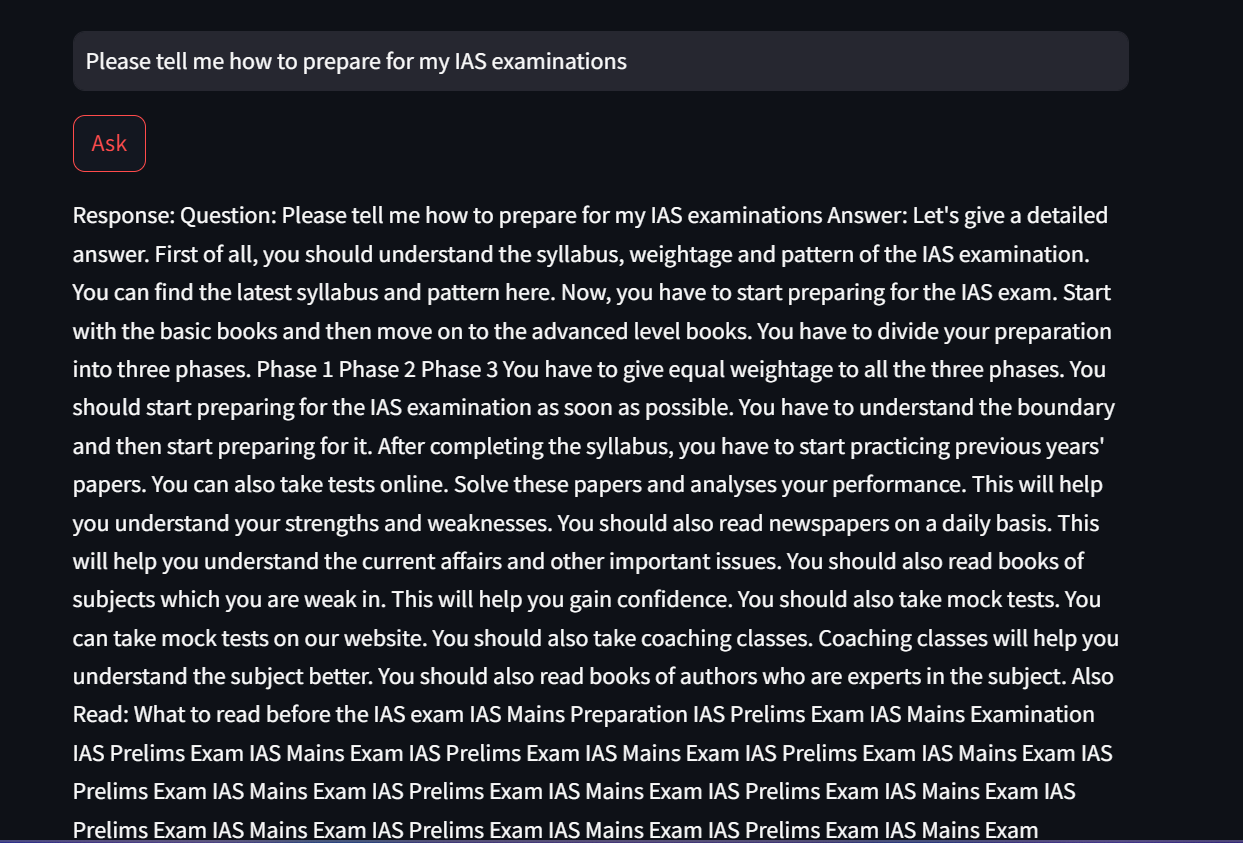 Please tell me how to prepare for my IAS examinations
Ask
Response: Question: Please tell me how to prepare for my IAS examinations Answer: Let's give a detailed
answer. First of all, you should understand the syllabus, weightage and pattern of the IAS examination.
You can find the latest syllabus and pattern here. Now, you have to start preparing for the IAS exam. Start
with the basic books and then move on to the advanced level books. You have to divide your preparation
into three phases. Phase 1 Phase 2 Phase 3 You have to give equal weightage to all the three phases. You
should start preparing for the IAS examination as soon as possible. You have to understand the boundary
and then start preparing for it. After completing the syllabus, you have to start practicing previous years'
papers. You can also take tests online. Solve these papers and analyses your performance. This will help
you understand your strengths and weaknesses. You should also read newspapers on a daily basis. This
will help you understand the current affairs and other important issues. You should also read books of
subjects which you are weak in. This will help you gain confidence. You should also take mock tests. You
can take mock tests on our website. You should also take coaching classes. Coaching classes will help you
understand the subject better. You should also read books of authors who are experts in the subject. Also
Read: What to read before the IAS exam IAS Mains Preparation IAS Prelims Exam IAS Mains Examination
IAS Prelims Exam IAS Mains Exam IAS Prelims Exam IAS Mains Exam IAS Prelims Exam IAS Mains Exam IAS
Prelims Exam IAS Mains Exam IAS Prelims Exam IAS Mains Exam IAS Prelims Exam IAS Mains Exam IAS
Prelims Exam IAS Mains Exam IAS Prelims Exam IAS Mains Exam IAS Prelims Exam IAS Mains Exam